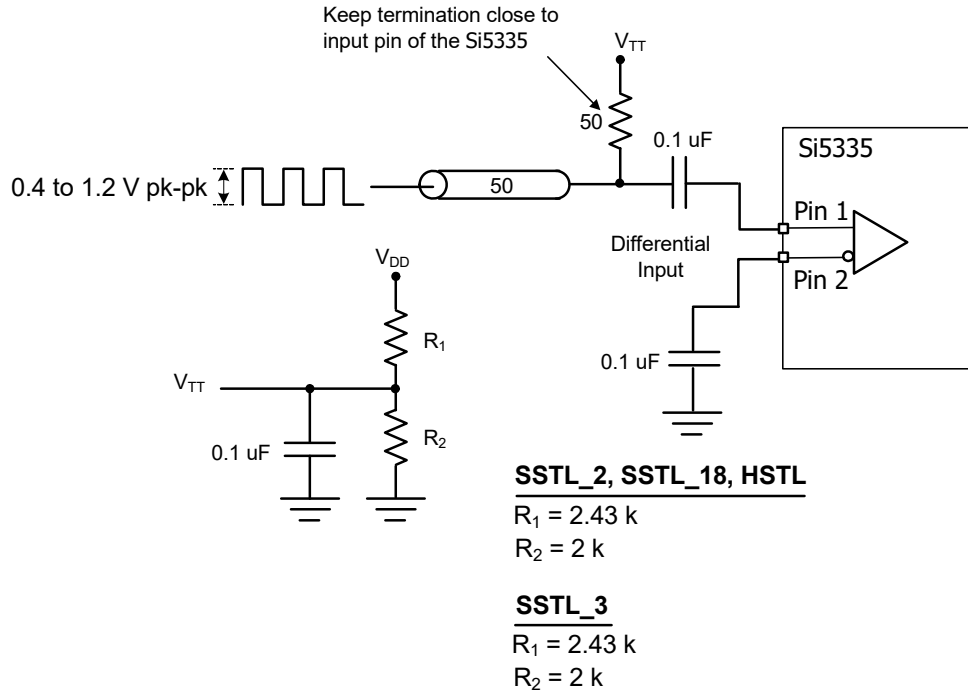 Keep termination close to
input pin of the Si5335
VTT
50
0.1 uF
Si5335
0.4 to 1.2 V pk-pk
50
Pin 1
Differential
Input
Pin 2
VDD
R1
0.1 uF
VTT
R2
0.1 uF
SSTL_2, SSTL_18, HSTL
R1 = 2.43 k
R2 = 2 k
SSTL_3
R1 = 2.43 k
R2 = 2 k